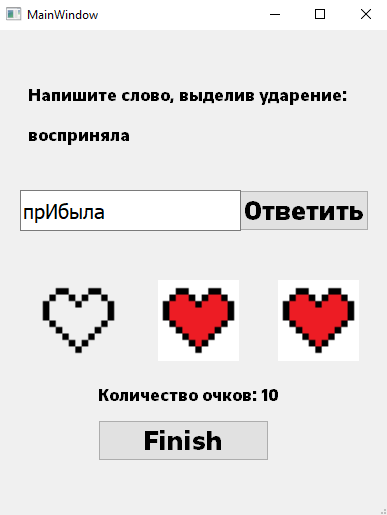 MainWindow
Напишите слово, выделив ударение:
восприняла
прИбыла
Ответить
Количество очков: 10
Finish